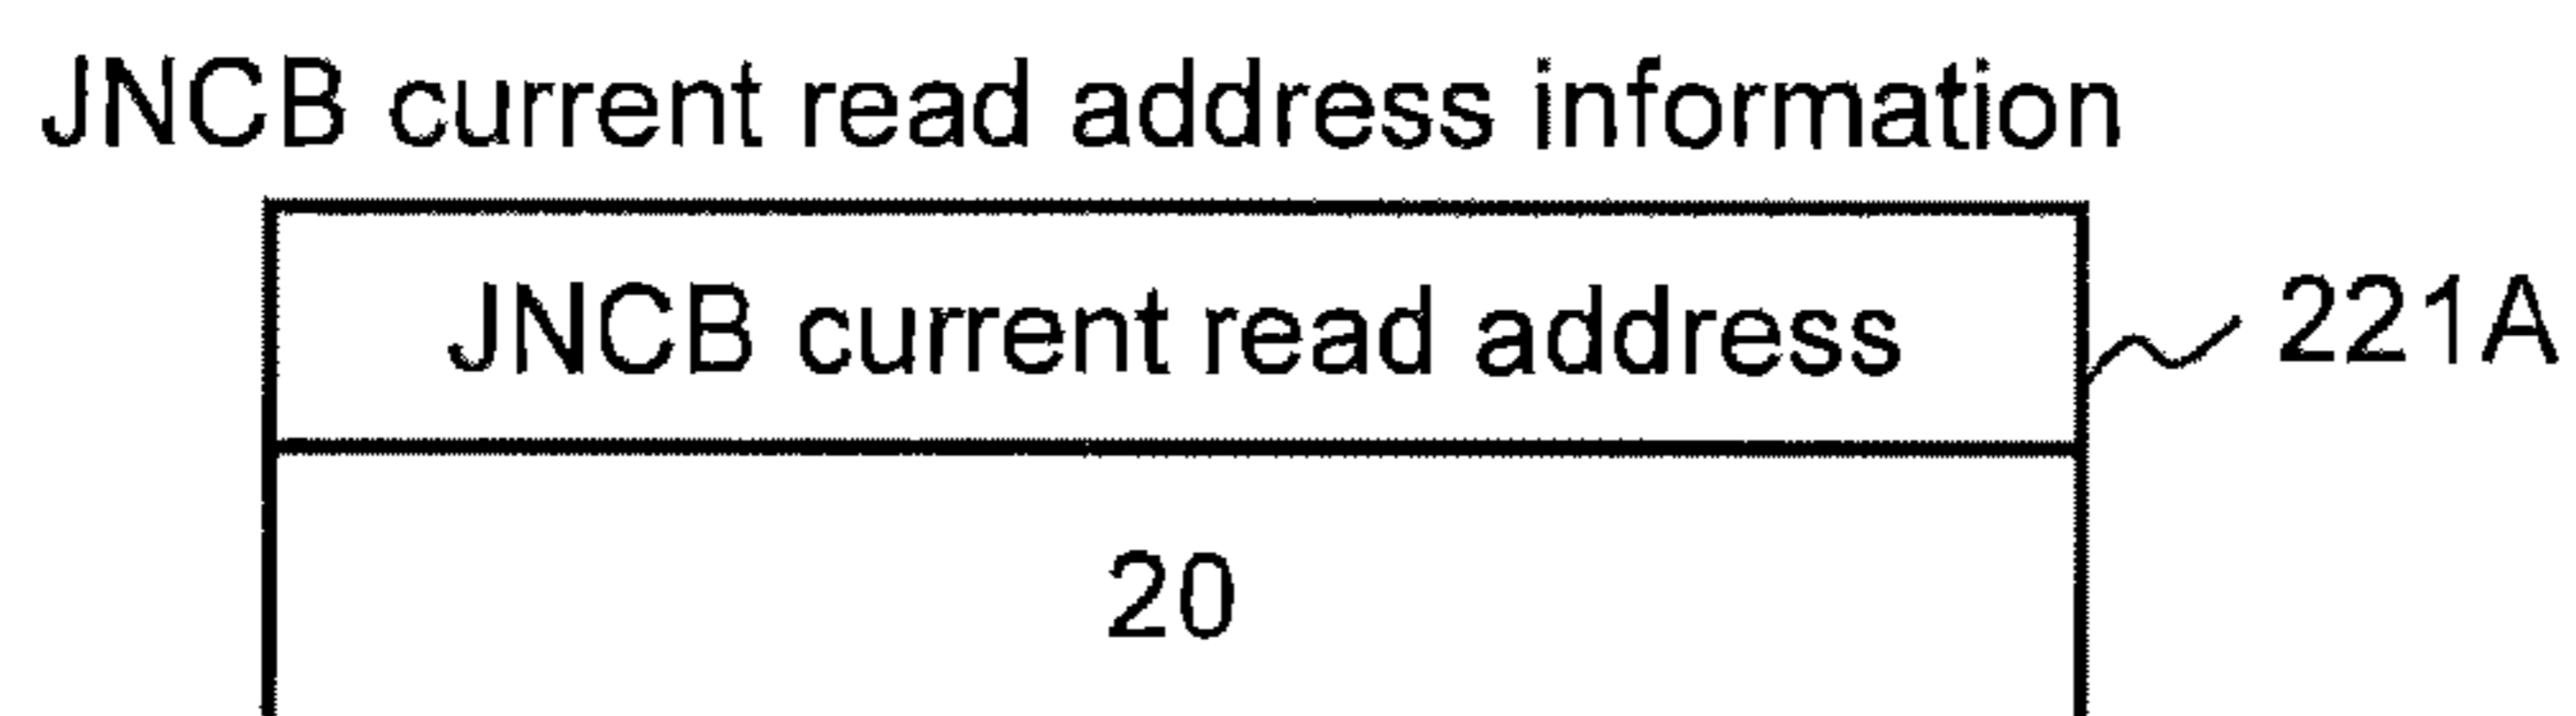 JNCB current read address information
JNCB current read address
221A
20